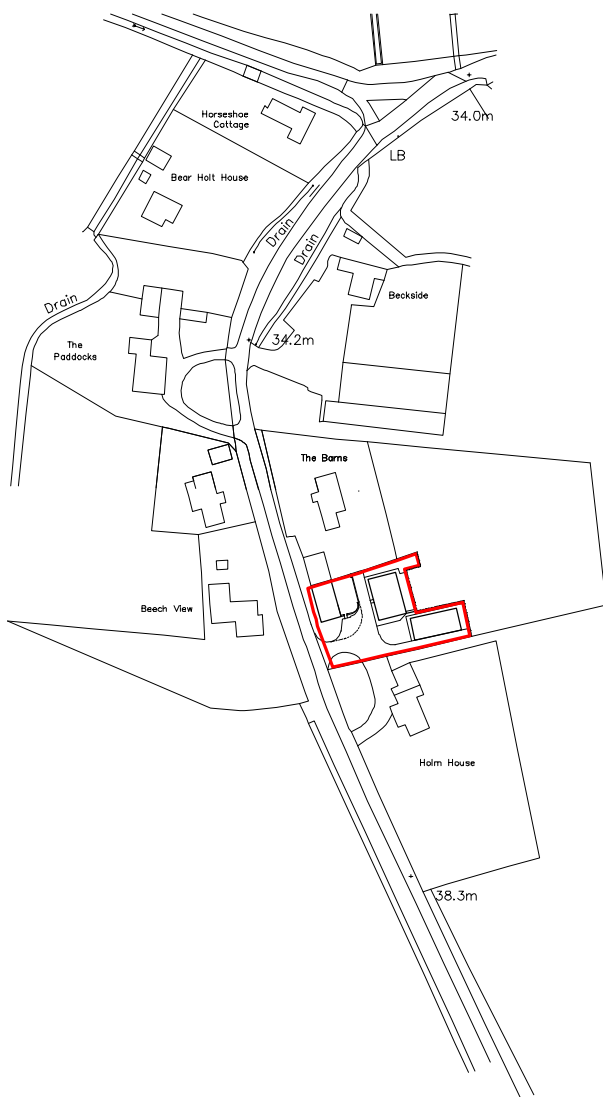 Horseshoe
Cottage
34.0m
LB
Bear Holt House
Drain
Drain
Beckside
Drain
34.2m
The
Paddocks
The Barns
Beech View
Holm House
38.3m